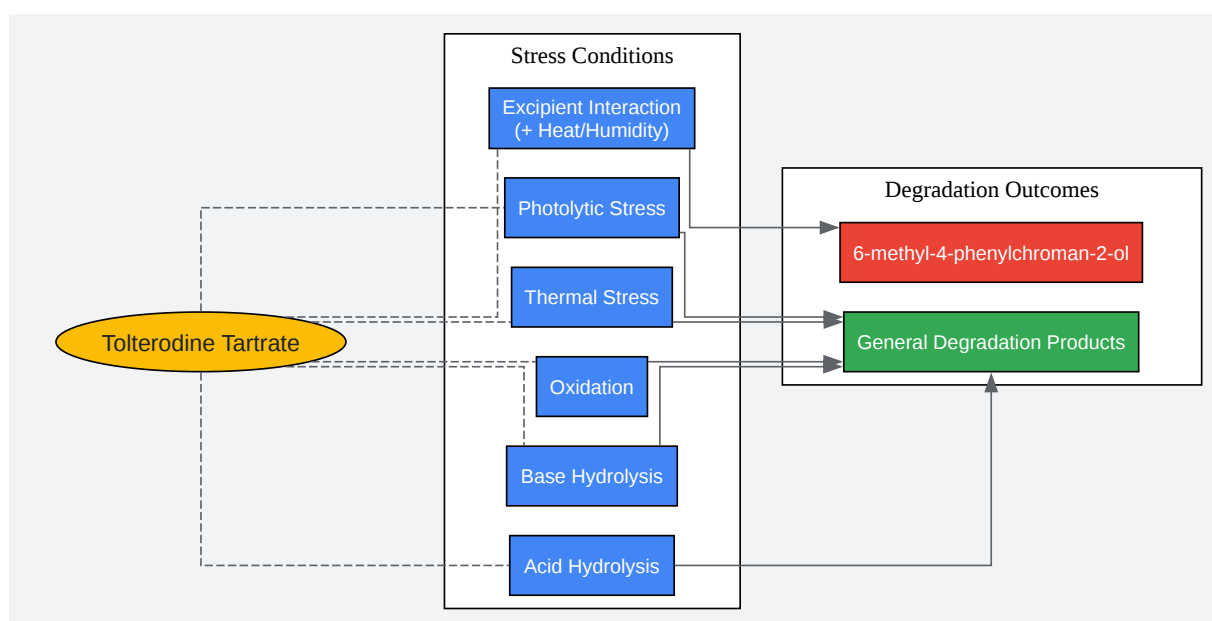 Stress Conditions
Excipient Interaction
(+ Heat/Humidity)
Photolytic Stress
Degradation Outcomes
6-methyl-4-phenylchroman-2-ol
Thermal Stress
Tolterodine Tartrate
General Degradation Products
Oxidation
Base Hydrolysis
Acid Hydrolysis